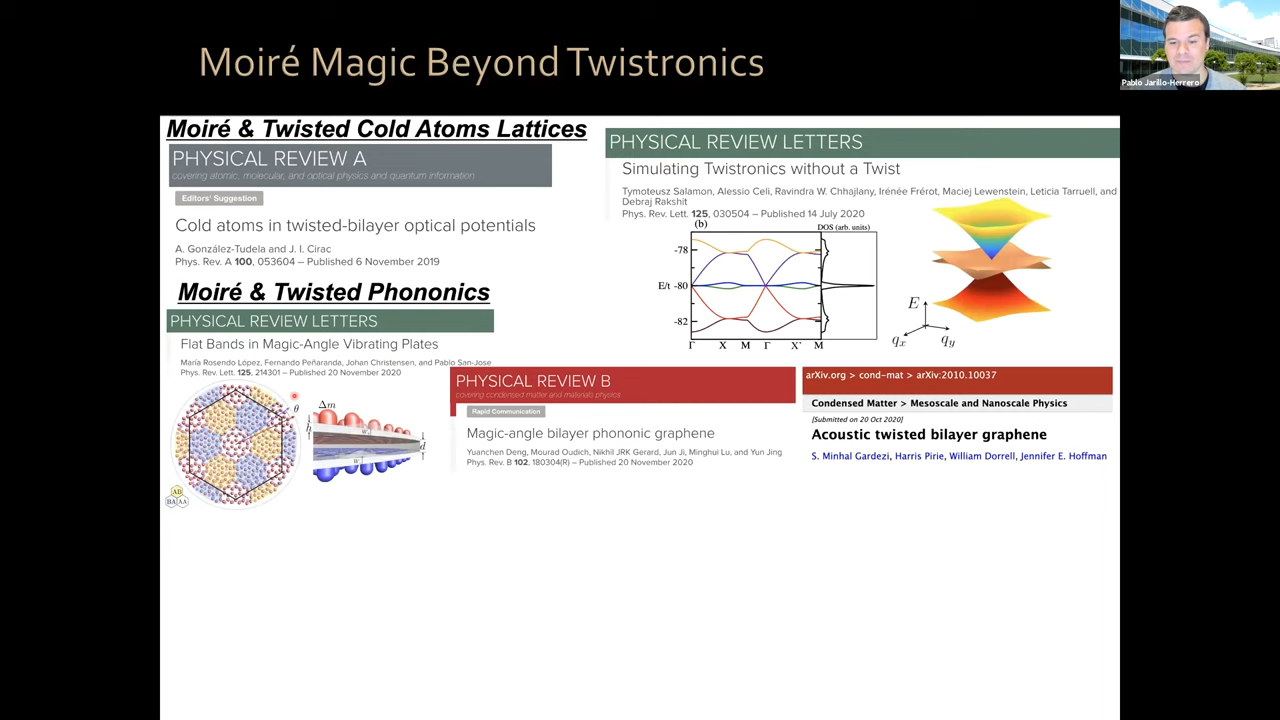 Moiré Magic Beyond Twistronics
Pablo Jarillo-Herrero
Moiré & Twisted Cold Atoms Lattices
PHYSICAL REVIEW A
covering atomic, molecular, and optical physics and quantum information
Editors' Suggestion
Cold atoms in twisted-bilayer optical potentials
A. González-Tudela and J. I. Cirac
Phys. Rev. A 100, 053604 – Published 6 November 2019
PHYSICAL REVIEW LETTERS
Simulating Twistronics without a Twist
Tymoteusz Salamon, Alessio Celi, Ravindra W. Chhajlany, Irénée Frérot, Maciej Lewenstein, Leticia Tarruell, and
Debraj Rakshit
Phys. Rev. Lett. 125, 030504 – Published 14 July 2020
(b)
DOS (arb. units)
-78
E/t -80
-82
Γ X M Γ X' M
E
qx qy
Moiré & Twisted Phononics
PHYSICAL REVIEW LETTERS
Flat Bands in Magic-Angle Vibrating Plates
María Rosendo López, Fernando Peñaranda, Johan Christensen, and Pablo San-Jose
Phys. Rev. Lett. 125, 214301 – Published 20 November 2020
θ
Δm
h
d
AB
BA AA
PHYSICAL REVIEW B
covering condensed matter and materials physics
Rapid Communication
Magic-angle bilayer phononic graphene
Yuanchen Deng, Mourad Oudich, Nikhil JRK Gerard, Jun Ji, Minghui Lu, and Yun Jing
Phys. Rev. B 102, 180304(R) – Published 20 November 2020
arXiv.org > cond-mat > arXiv:2010.10037
Condensed Matter > Mesoscale and Nanoscale Physics
[Submitted on 20 Oct 2020]
Acoustic twisted bilayer graphene
S. Minhal Gardezi, Harris Pirie, William Dorrell, Jennifer E. Hoffman